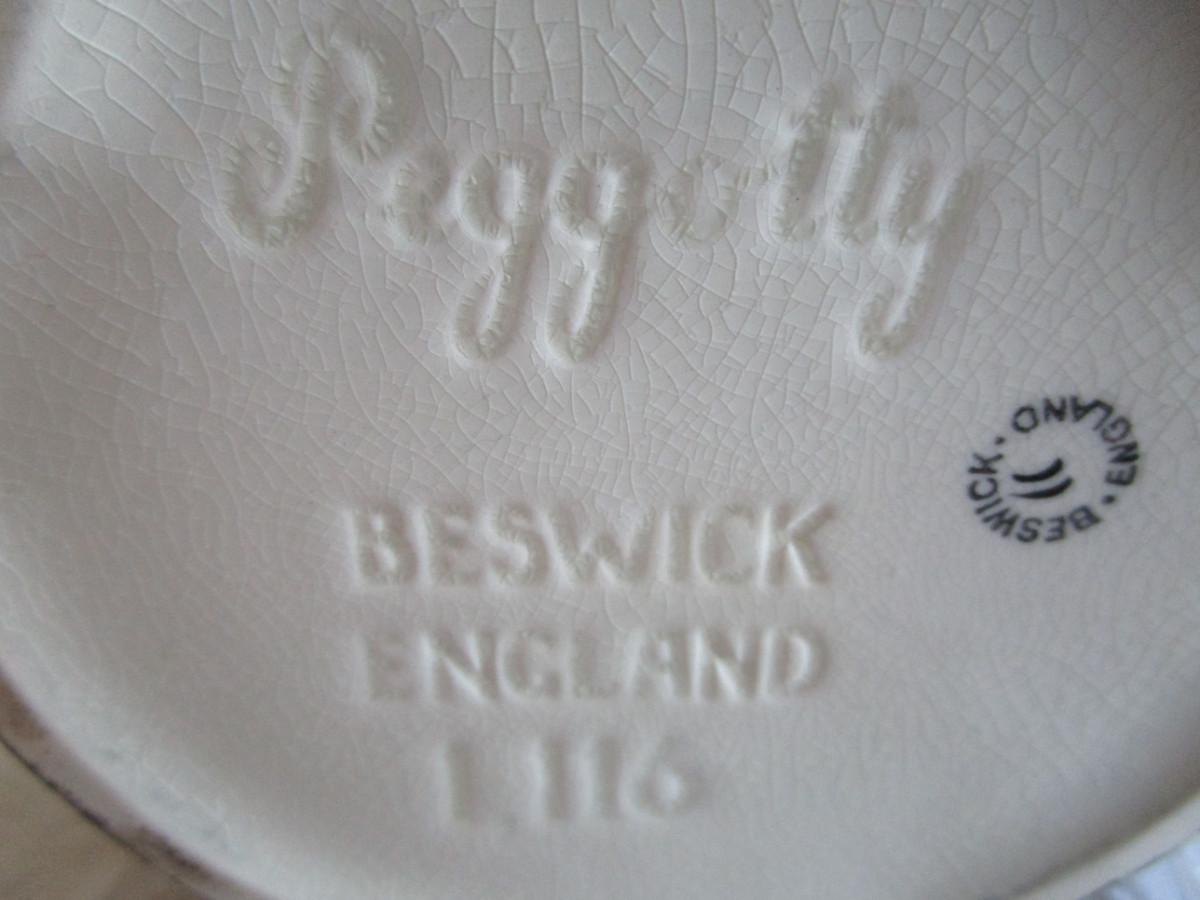 Peggotty
BESWICK · ENGLAND ·
BESWICK
ENGLAND
1116